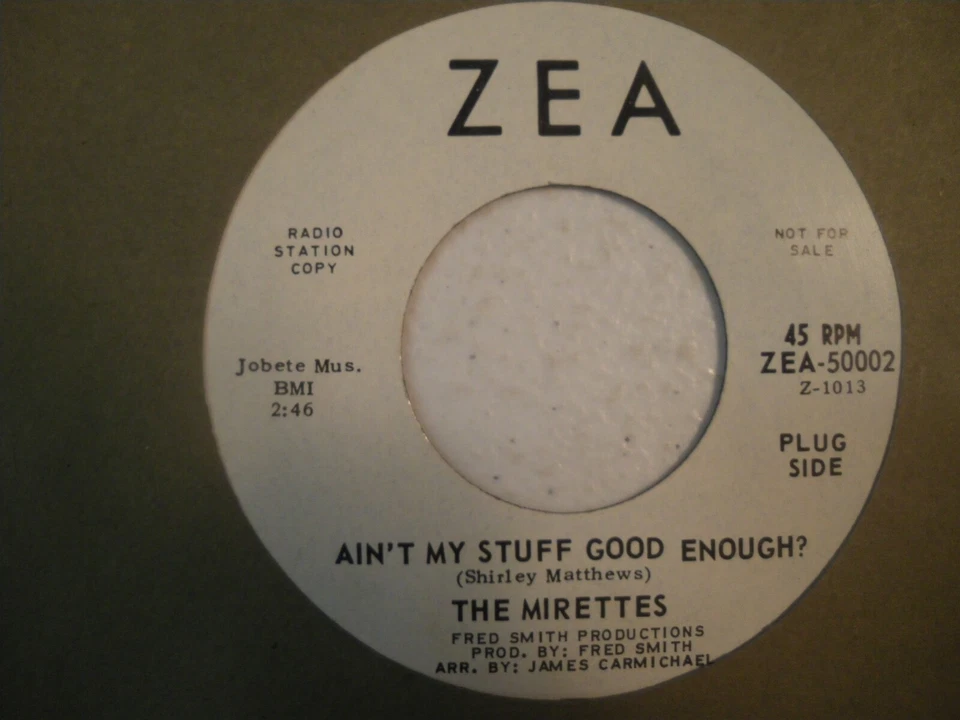 ZEA
RADIO
STATION
COPY
NOT FOR
SALE
Jobete Mus.
BMI
2:46
45 RPM
ZEA-50002
Z-1013
PLUG
SIDE
AIN'T MY STUFF GOOD ENOUGH?
(Shirley Matthews)
THE MIRETTES
FRED SMITH PRODUCTIONS
PROD. BY: FRED SMITH
ARR. BY: JAMES CARMICHAEL